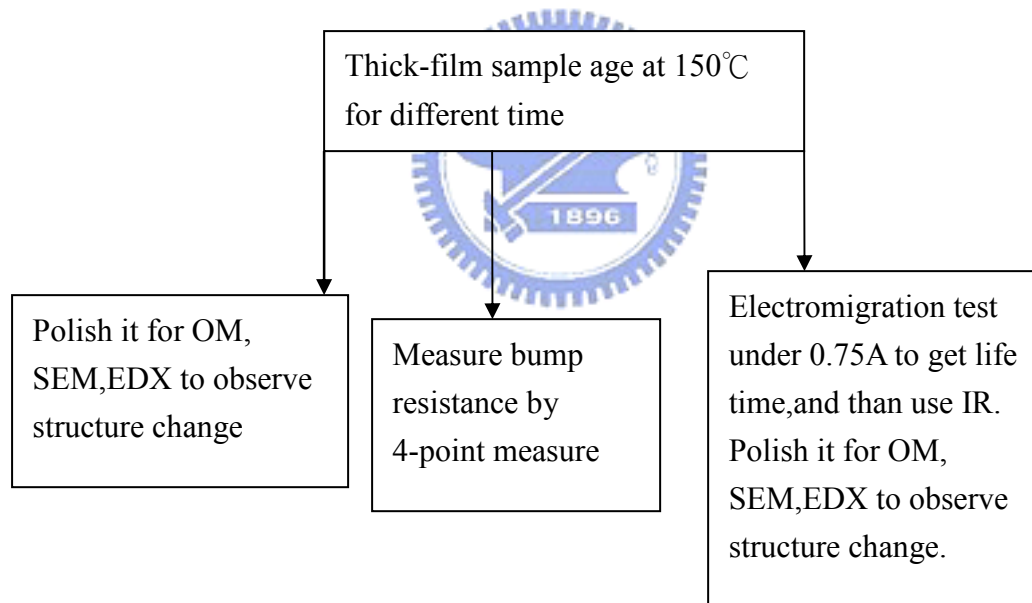 Thick-film sample age at 150℃
for different time
1896
Polish it for OM,
SEM,EDX to observe
structure change
Measure bump
resistance by
4-point measure
Electromigration test
under 0.75A to get life
time,and than use IR.
Polish it for OM,
SEM,EDX to observe
structure change.